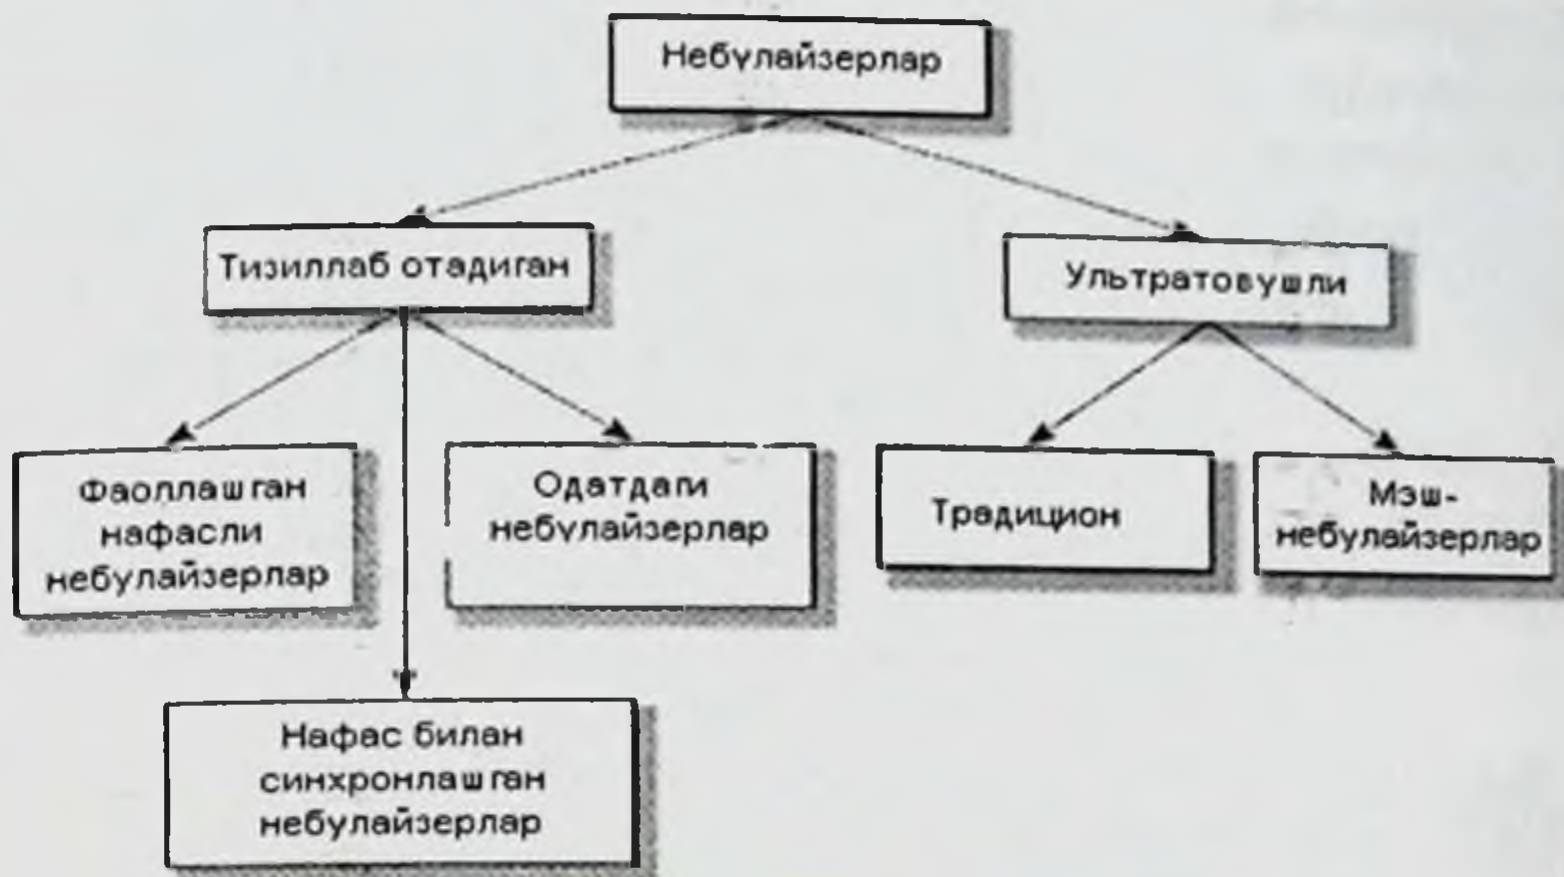 Небулайзерлар
Тизиллаб отадиган
Ультратовушли
Фаоллашган
нафасли
небулайзерлар
Одатдаги
небулайзерлар
Традицион
Мэш-
небулайзерлар
Нафас билан
синхронлашган
небулайзерлар